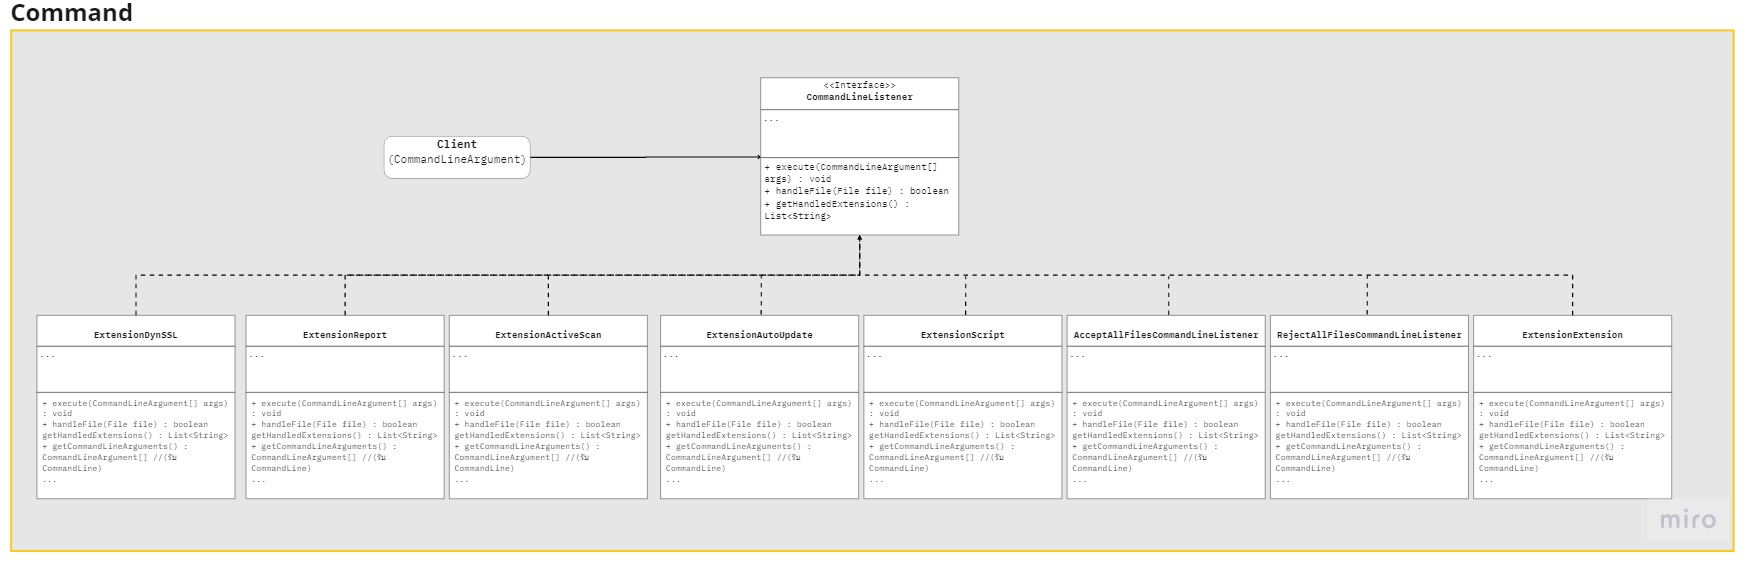 Command
<<Interface>>
CommandLineListener
...
+ execute(CommandLineArgument[]
args) : void
+ handleFile(File file) : boolean
+ getHandledExtensions() :
List<String>
Client
(CommandLineArgument)
ExtensionDynSSL
...
+ execute(CommandLineArgument[] args)
: void
+ handleFile(File file) : boolean
getHandledExtensions() : List<String>
+ getCommandLineArguments() :
CommandLineArgument[] //(รับ
CommandLine)
...
ExtensionReport
...
+ execute(CommandLineArgument[] args)
: void
+ handleFile(File file) : boolean
getHandledExtensions() : List<String>
+ getCommandLineArguments() :
CommandLineArgument[] //(รับ
CommandLine)
...
ExtensionActiveScan
...
+ execute(CommandLineArgument[] args)
: void
+ handleFile(File file) : boolean
getHandledExtensions() : List<String>
+ getCommandLineArguments() :
CommandLineArgument[] //(รับ
CommandLine)
...
ExtensionAutoUpdate
...
+ execute(CommandLineArgument[] args)
: void
+ handleFile(File file) : boolean
getHandledExtensions() : List<String>
+ getCommandLineArguments() :
CommandLineArgument[] //(รับ
CommandLine)
...
ExtensionScript
...
+ execute(CommandLineArgument[] args)
: void
+ handleFile(File file) : boolean
getHandledExtensions() : List<String>
+ getCommandLineArguments() :
CommandLineArgument[] //(รับ
CommandLine)
...
AcceptAllFilesCommandLineListener
...
+ execute(CommandLineArgument[] args)
: void
+ handleFile(File file) : boolean
getHandledExtensions() : List<String>
+ getCommandLineArguments() :
CommandLineArgument[] //(รับ
CommandLine)
...
RejectAllFilesCommandLineListener
...
+ execute(CommandLineArgument[] args)
: void
+ handleFile(File file) : boolean
getHandledExtensions() : List<String>
+ getCommandLineArguments() :
CommandLineArgument[] //(รับ
CommandLine)
...
ExtensionExtension
...
+ execute(CommandLineArgument[] args)
: void
+ handleFile(File file) : boolean
getHandledExtensions() : List<String>
+ getCommandLineArguments() :
CommandLineArgument[] //(รับ
CommandLine)
...
miro